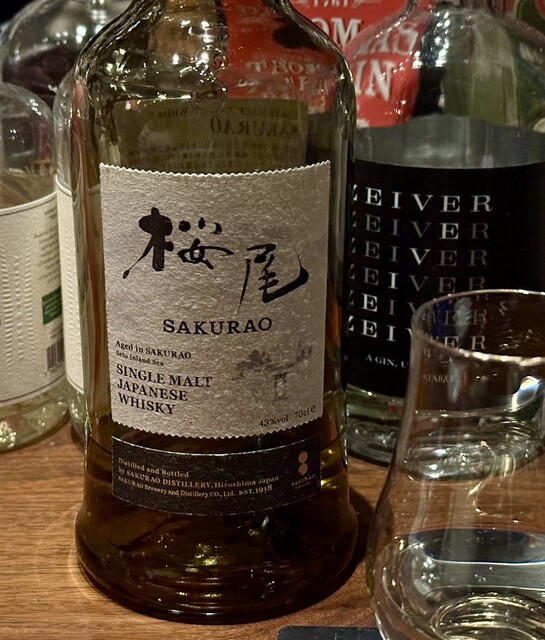 桜尾
SAKURAO
Aged in SAKURAO
Seto Inland Sea
SINGLE MALT
JAPANESE
WHISKY
43%vol 70cl e
Distilled and Bottled
by SAKURAO DISTILLERY, Hiroshima Japan
SAKURAO Brewery and Distillery CO., Ltd. EST.1918
ZEIVER
ZEIVER
ZEIVER
ZEIVER
ZEIVER
ZEIVER
A GIN, U